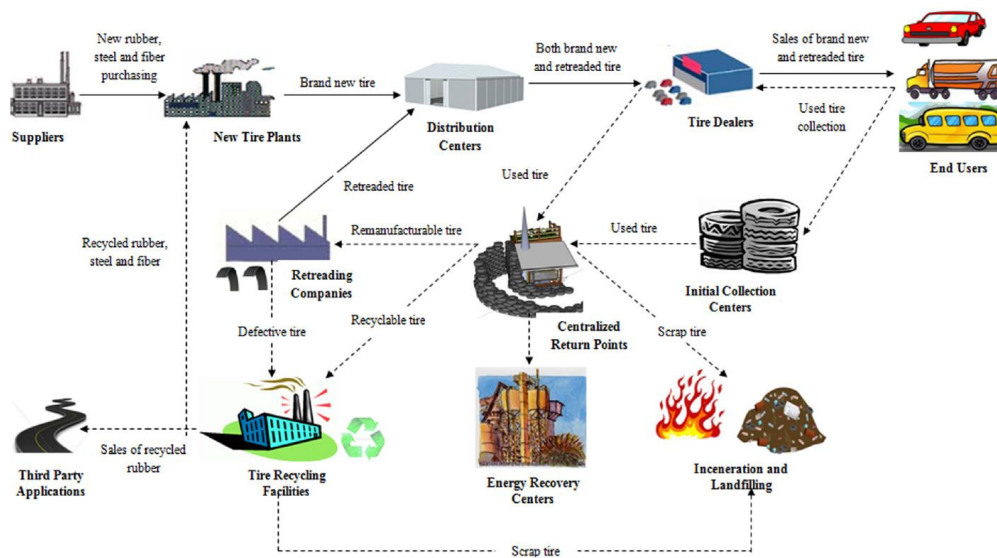 New rubber,
steel and fiber
purchasing
Suppliers
New Tire Plants
Brand new tire
Distribution
Centers
Both brand new
and retreaded tire
Tire Dealers
Sales of brand new
and retreaded tire
Used tire
collection
End Users
Retreaded tire
Used tire
Recycled rubber,
steel and fiber
Retreading
Companies
Remanufacturable tire
Used tire
Initial Collection
Centers
Defective tire
Recyclable tire
Centralized
Return Points
Scrap tire
Third Party
Applications
Sales of recycled
rubber
Tire Recycling
Facilities
Energy Recovery
Centers
Inceneration and
Landfilling
Scrap tire